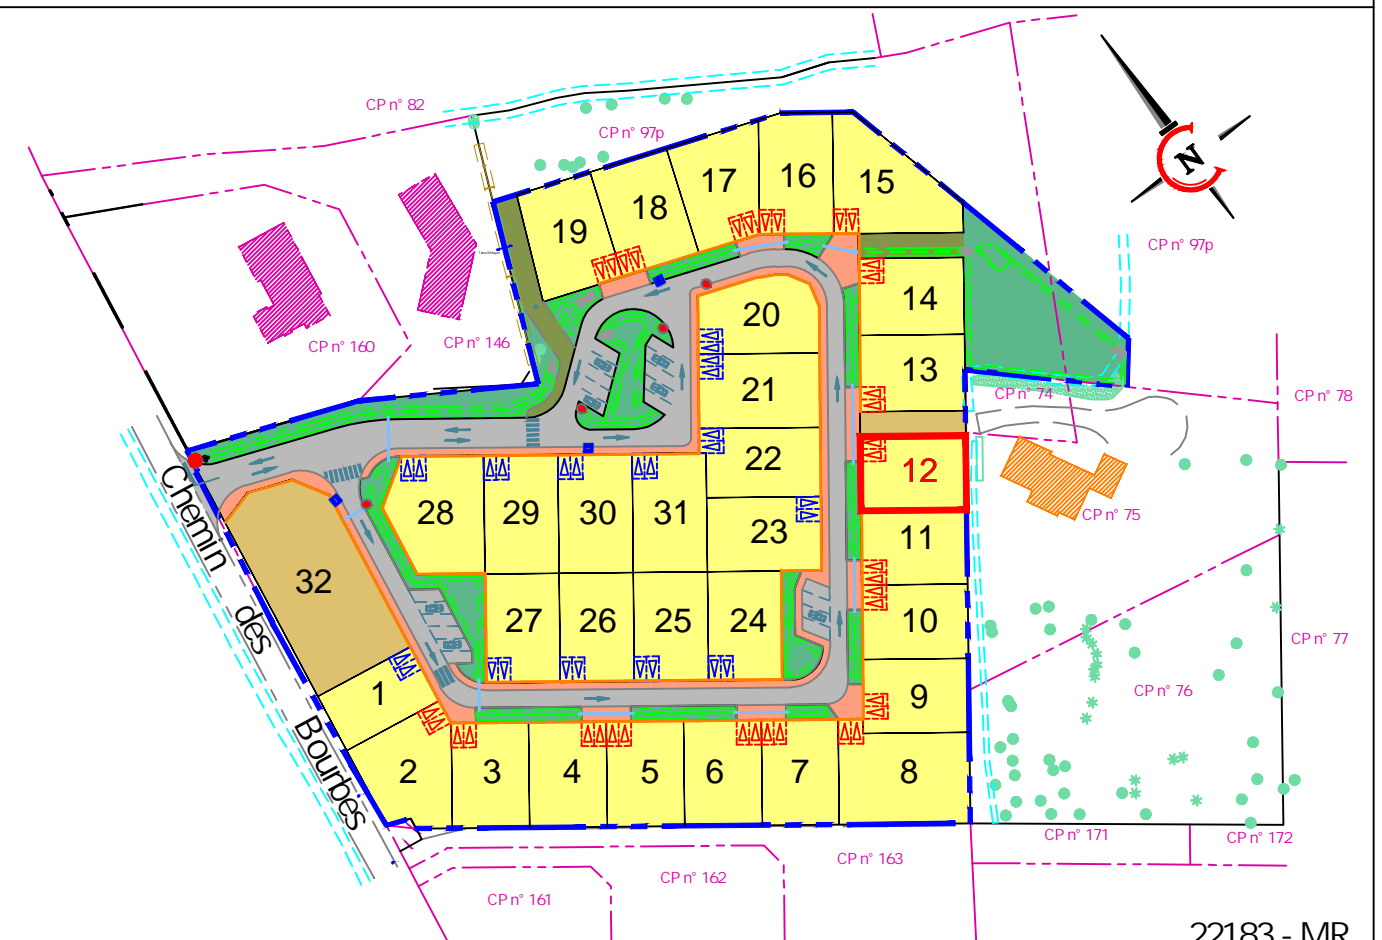 CP n° 82
CP n° 97p
N
17
16
15
18
19
CP n° 97p
14
20
CP n° 160
CP n° 146
13
21
CP n° 74
CP n° 78
22
12
Chemin
des
Bourbes
28
29
30
31
23
11
CP n° 75
32
27
26
25
24
10
CP n° 77
1
9
CP n° 76
2
3
4
5
6
7
8
CP n° 171
CP n° 172
CP n° 163
CP n° 162
CP n° 161
22183 - MR